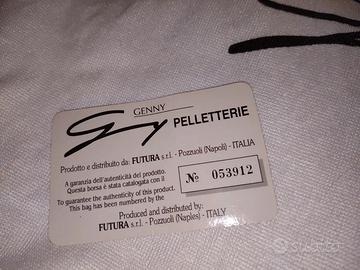 GENNY
Gy PELLETTERIE
Prodotto e distribuito da: FUTURA s.r.l. - Pozzuoli (Napoli) - ITALIA
A garanzia dell'autenticità del prodotto.
Questa borsa è stata catalogata con il
To guarantee the authenticity of this product.
This bag has been numbered by the
№ 053912
Produced and distributed by:
FUTURA s.r.l. - Pozzuoli (Naples) - ITALY
subito